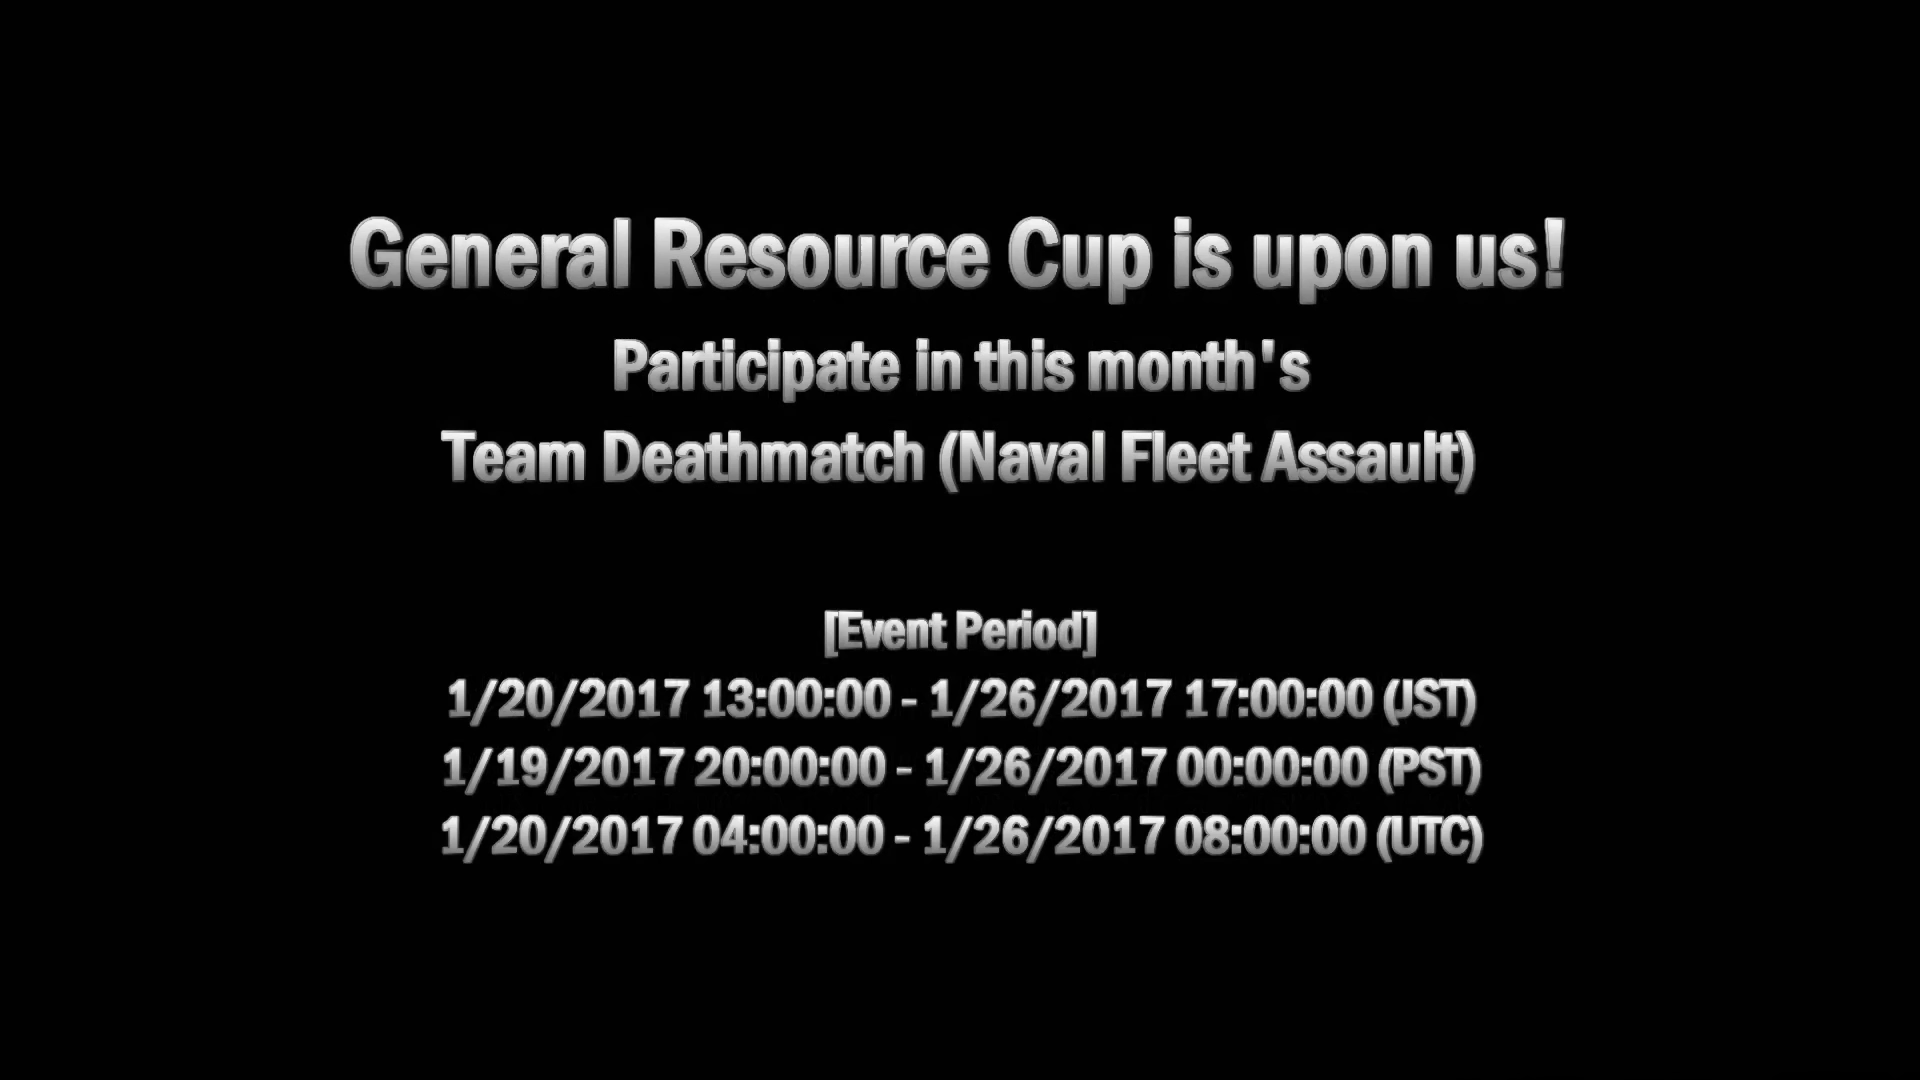 General Resource Cup is upon us!
Participate in this month's
Team Deathmatch (Naval Fleet Assault)
[Event Period]
1/20/2017 13:00:00 - 1/26/2017 17:00:00 (JST)
1/19/2017 20:00:00 - 1/26/2017 00:00:00 (PST)
1/20/2017 04:00:00 - 1/26/2017 08:00:00 (UTC)